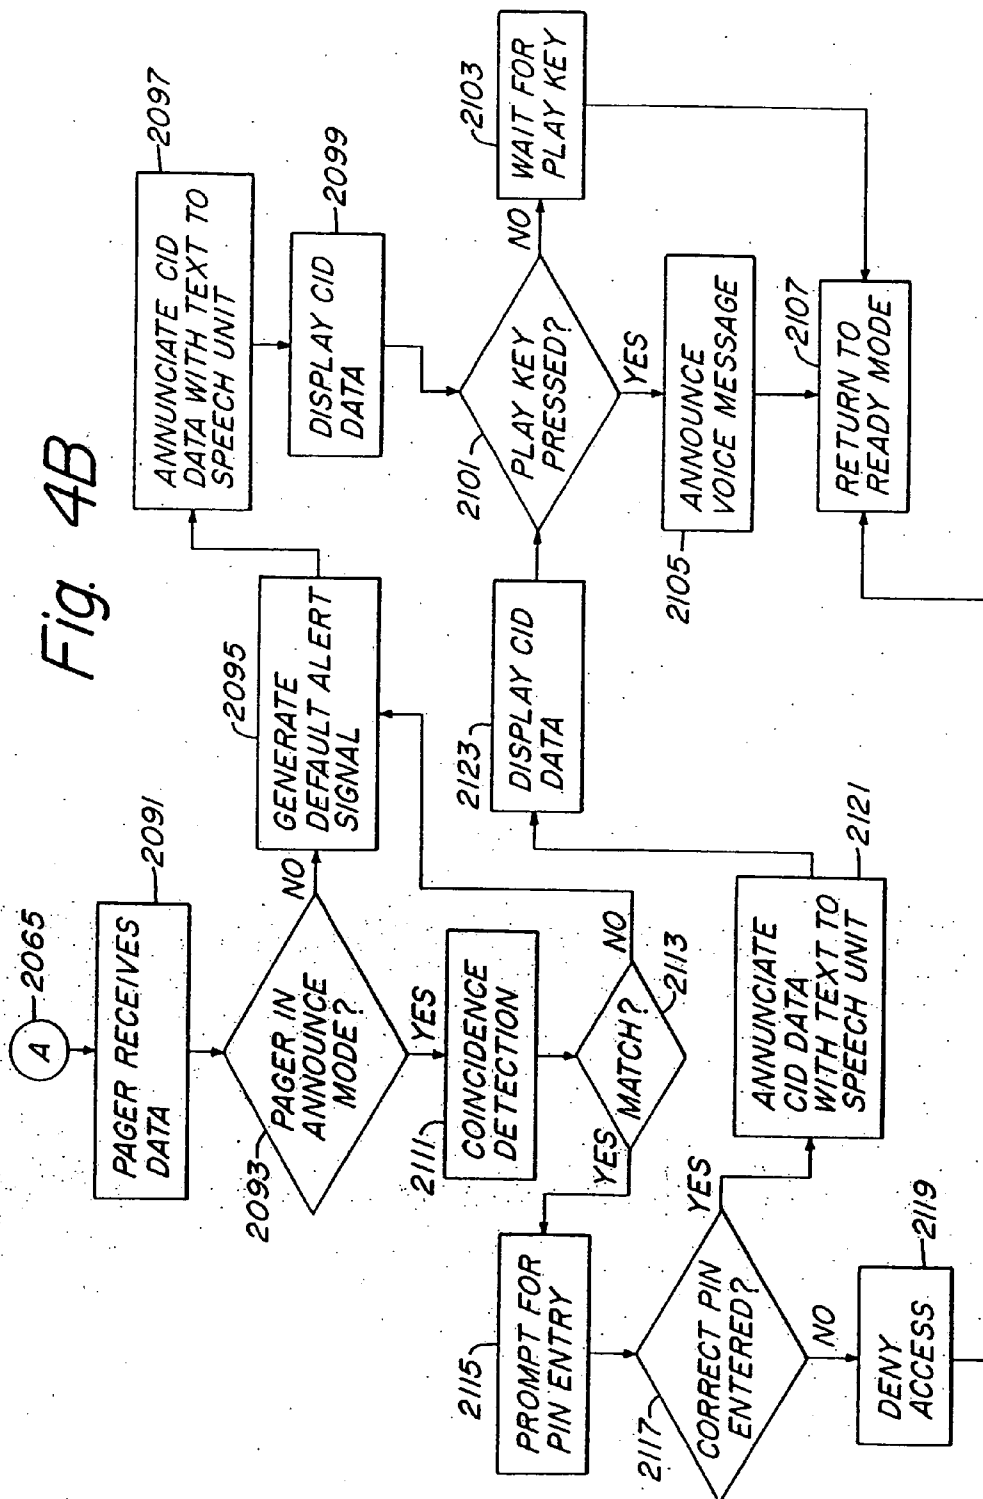 Fig. 4B
A
2065
PAGER RECEIVES
DATA
2091
PAGER IN
ANNOUNCE
MODE?
2093
NO
YES
GENERATE
DEFAULT ALERT
SIGNAL
2095
ANNUNCIATE CID
DATA WITH TEXT TO
SPEECH UNIT
2097
DISPLAY CID
DATA
2099
PLAY KEY
PRESSED?
2101
NO
YES
WAIT FOR
PLAY KEY
2103
ANNOUNCE
VOICE MESSAGE
2105
RETURN TO
READY MODE
2107
COINCIDENCE
DETECTION
2111
MATCH?
2113
NO
YES
PROMPT FOR
PIN ENTRY
2115
CORRECT PIN
ENTERED?
2117
YES
NO
DENY
ACCESS
2119
ANNUNCIATE
CID DATA
WITH TEXT TO
SPEECH UNIT
2121
DISPLAY CID
DATA
2123